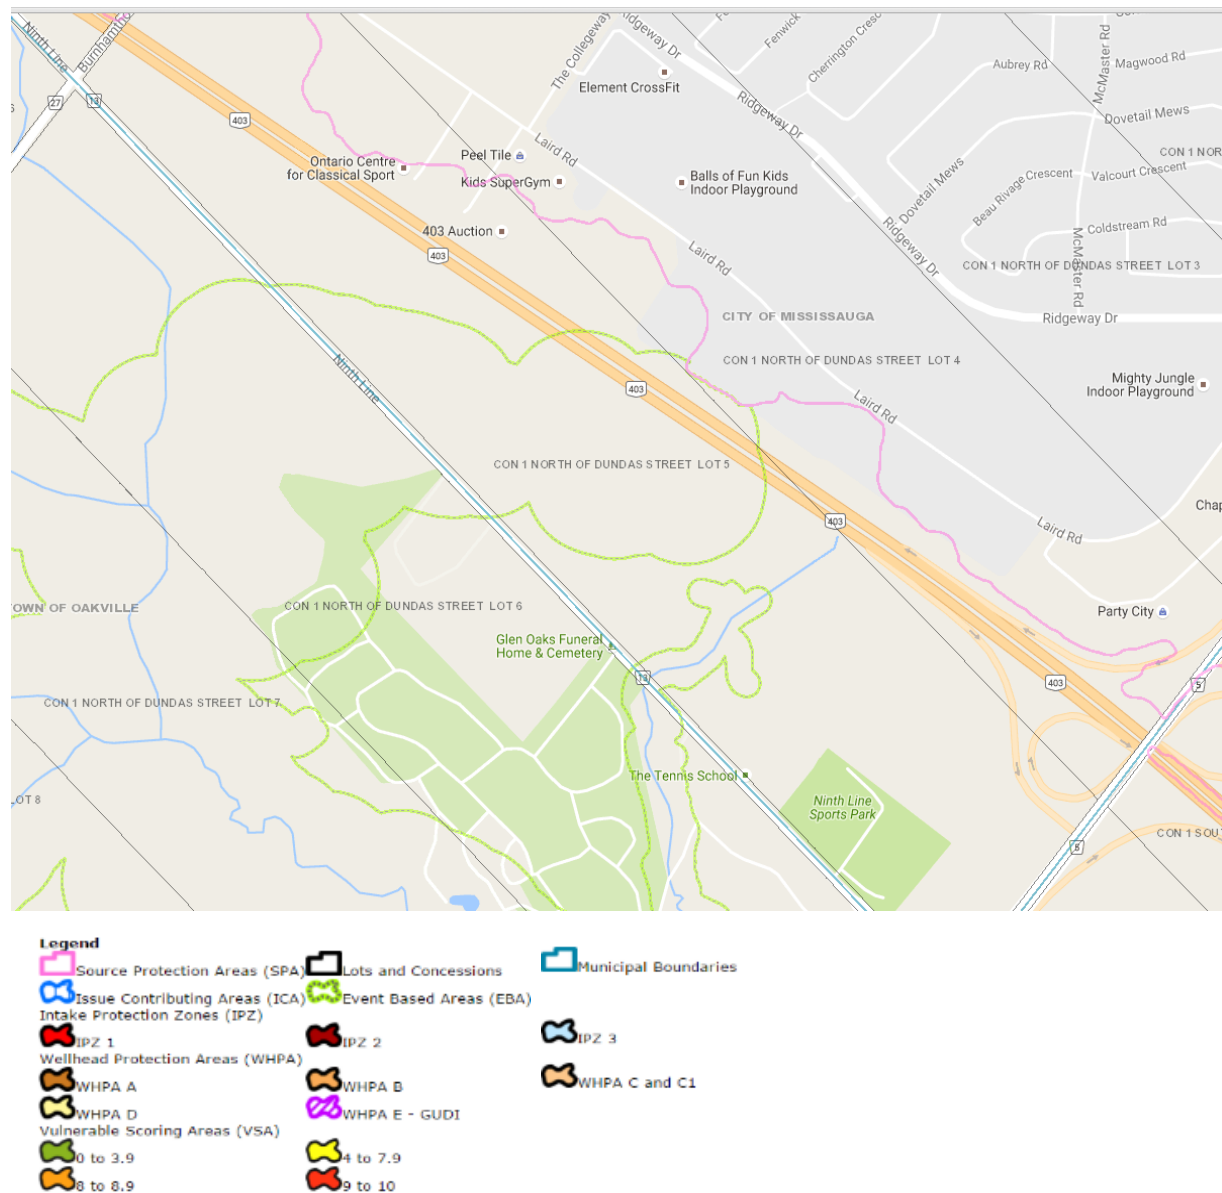 Ninth Line
Burnhamtho
The Collegeway
Ridgeway Dr
Fenwick
Cherrington Cresc
McMaster Rd
Magwood Rd
Aubrey Rd
Element CrossFit
27
13
403
Ridgeway Dr
Dovetail Mews
Laird Rd
Peel Tile
Ontario Centre
for Classical Sport
Kids SuperGym
Balls of Fun Kids
Indoor Playground
CON 1 NOR
Valcourt Crescent
Beau Rivage Crescent
Dovetail Mews
403 Auction
403
Laird Rd
Ridgeway Dr
Coldstream Rd
McMaster Rd
CON 1 NORTH OF DUNDAS STREET LOT 3
CITY OF MISSISSAUGA
Ridgeway Dr
CON 1 NORTH OF DUNDAS STREET LOT 4
Ninth Line
403
Mighty Jungle
Indoor Playground
Laird Rd
CON 1 NORTH OF DUNDAS STREET LOT 5
Chap
403
Laird Rd
OWN OF OAKVILLE
CON 1 NORTH OF DUNDAS STREET LOT 6
Party City
Glen Oaks Funeral
Home & Cemetery
13
403
5
CON 1 NORTH OF DUNDAS STREET LOT 7
The Tennis School
LOT 8
Ninth Line
Sports Park
CON 1 SOU
5
Legend
Source Protection Areas (SPA)
Lots and Concessions
Municipal Boundaries
Issue Contributing Areas (ICA)
Event Based Areas (EBA)
Intake Protection Zones (IPZ)
IPZ 1
IPZ 2
IPZ 3
Wellhead Protection Areas (WHPA)
WHPA A
WHPA B
WHPA C and C1
WHPA D
WHPA E - GUDI
Vulnerable Scoring Areas (VSA)
0 to 3.9
4 to 7.9
8 to 8.9
9 to 10